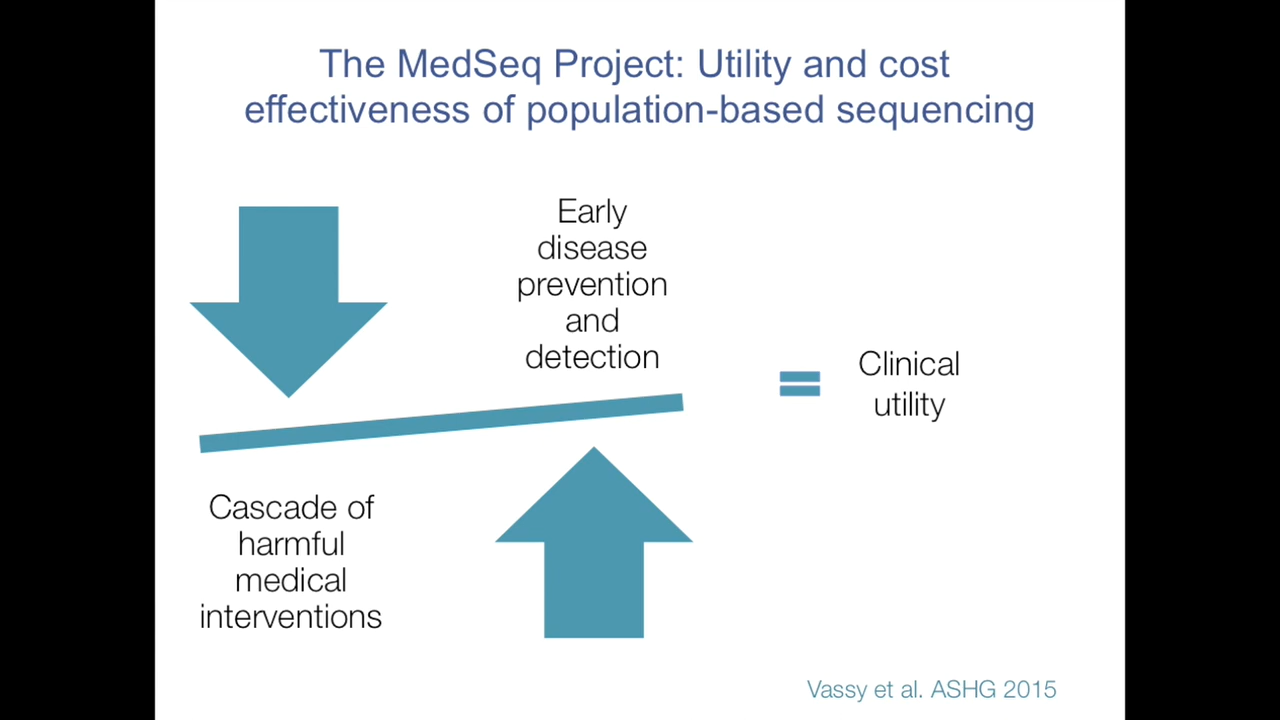 The MedSeq Project: Utility and cost
effectiveness of population-based sequencing
Early
disease
prevention
and
detection
Clinical
utility
Cascade of
harmful
medical
interventions
Vassy et al. ASHG 2015